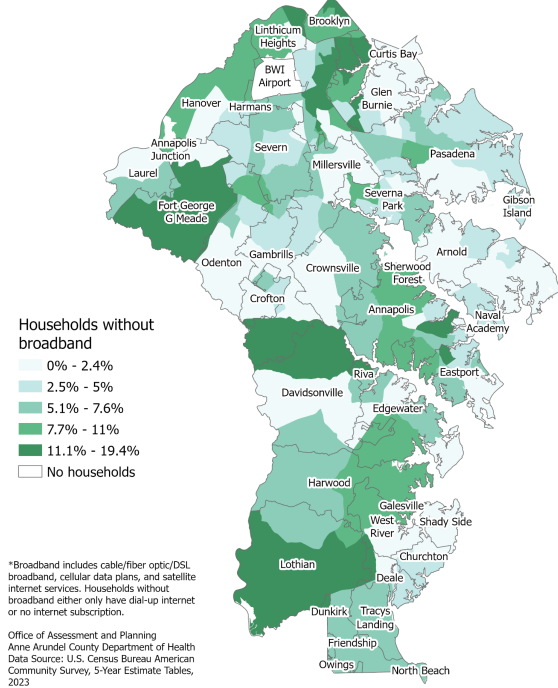 Brooklyn
Linthicum
Heights
Curtis Bay
BWI
Airport
Glen
Burnie
Hanover
Harmans
Annapolis
Junction
Severn
Pasadena
Millersville
Laurel
Severna
Park
Fort George
G Meade
Gibson
Island
Arnold
Gambrills
Odenton
Crownsville
Sherwood
Forest
Crofton
Annapolis
Naval
Academy
Households without
broadband
0% - 2.4%
2.5% - 5%
5.1% - 7.6%
7.7% - 11%
11.1% - 19.4%
No households
Riva
Eastport
Davidsonville
Edgewater
Harwood
Galesville
West
River
Shady Side
Churchton
Lothian
Deale
Dunkirk
Tracys
Landing
Friendship
Owings
North Beach
*Broadband includes cable/fiber optic/DSL
broadband, cellular data plans, and satellite
internet services. Households without
broadband either only have dial-up internet
or no internet subscription.
Office of Assessment and Planning
Anne Arundel County Department of Health
Data Source: U.S. Census Bureau American
Community Survey, 5-Year Estimate Tables,
2023